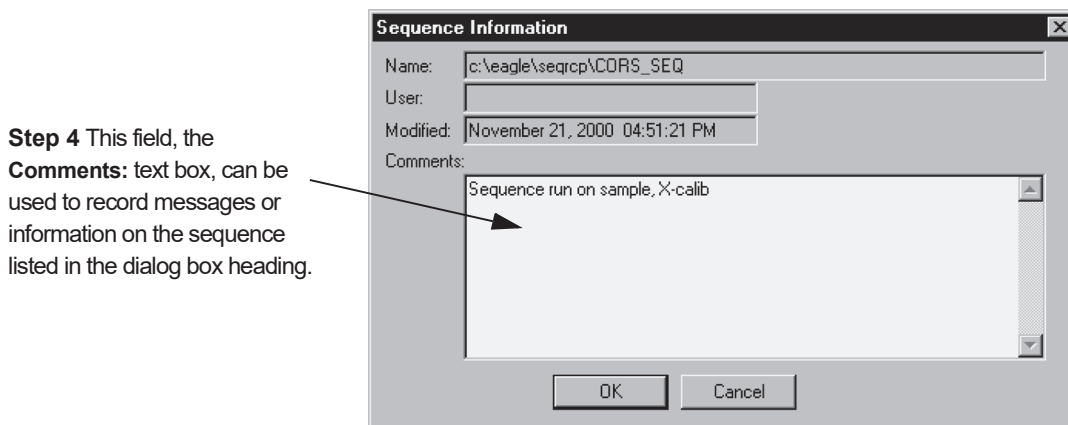 Sequence Information
Name: c:\eagle\seqrcp\CORS_SEQ
User:
Modified: November 21, 2000 04:51:21 PM
Comments:
Sequence run on sample, X-calib
OK Cancel
Step 4 This field, the
Comments: text box, can be
used to record messages or
information on the sequence
listed in the dialog box heading.